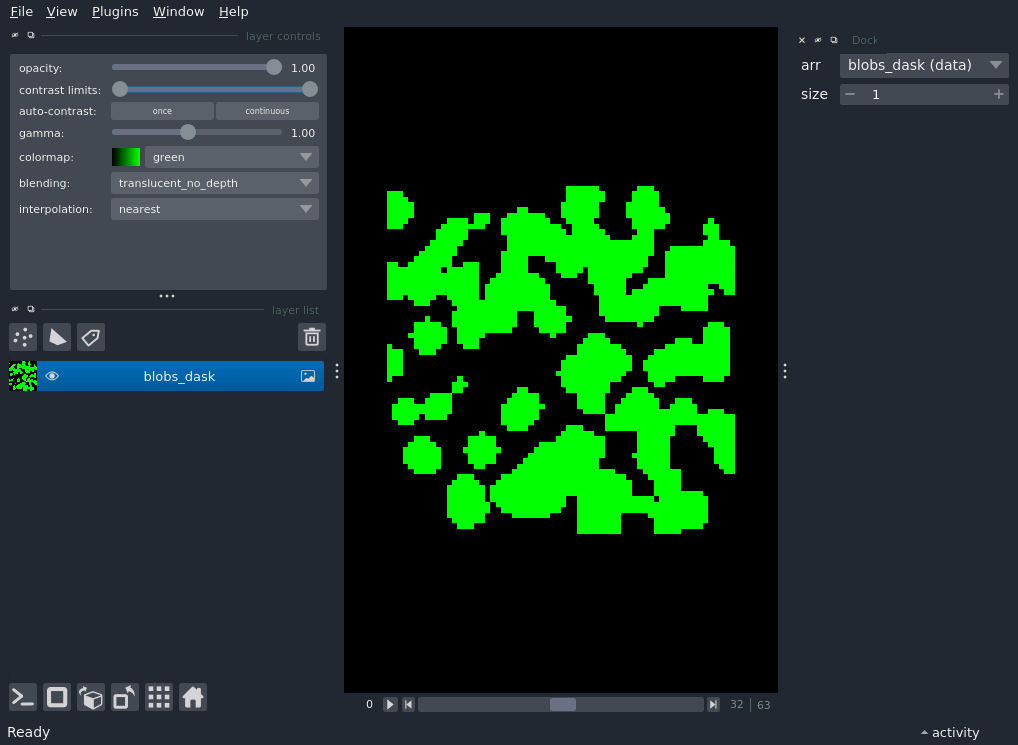 File View Plugins Window Help
layer controls
opacity: 1.00
contrast limits:
auto-contrast: once continuous
gamma: 1.00
colormap: green
blending: translucent_no_depth
interpolation: nearest
layer list
blobs_dask
0 32 63
Ready
Dock
arr blobs_dask (data)
size 1
activity